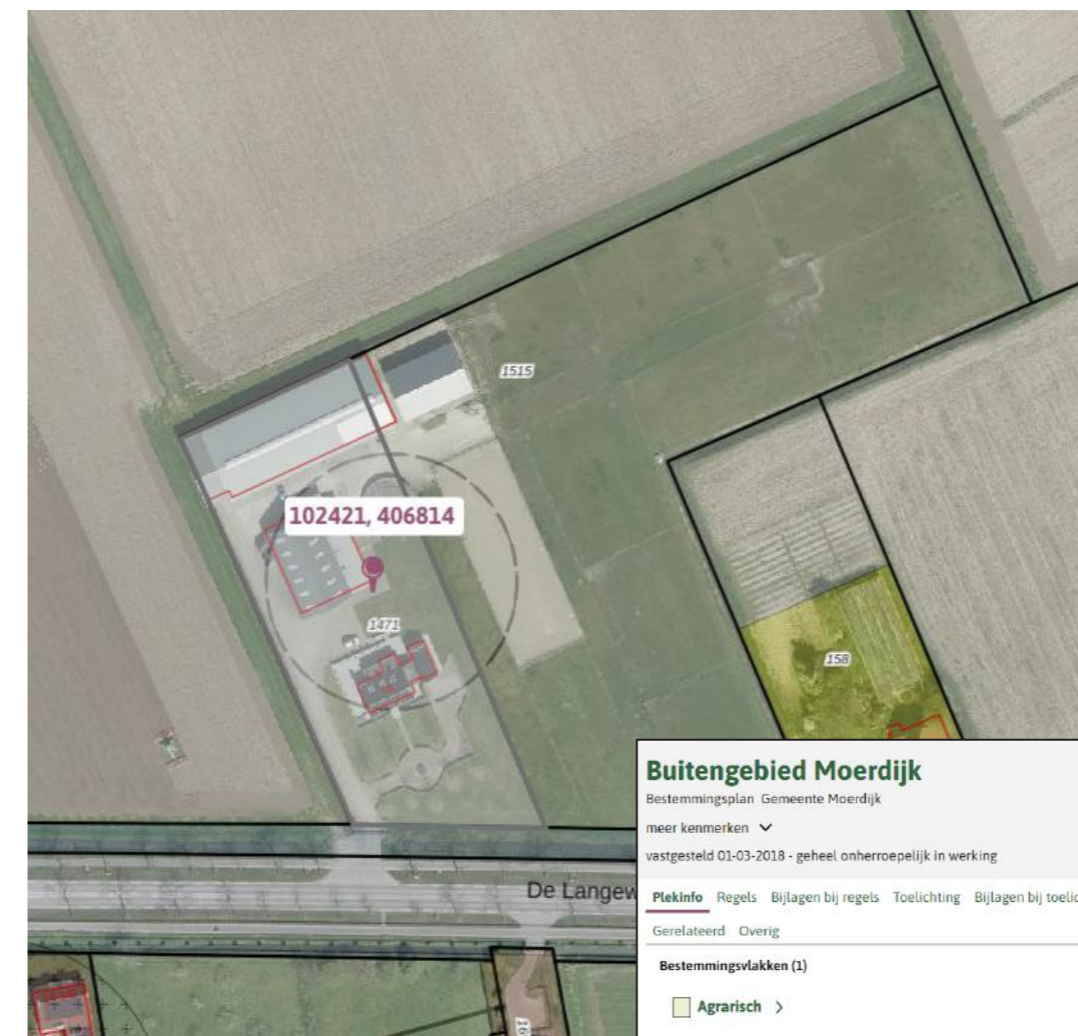 1515
102421, 406814
1471
158
De Langew
16
Buitengebied Moerdijk
Bestemmingsplan Gemeente Moerdijk
meer kenmerken
vastgesteld 01-03-2018 - geheel onherroepelijk in werking
Plekinfo Regels Bijlagen bij regels Toelichting Bijlagen bij toelic
Gerelateerd Overig
Bestemmingsvlakken (1)
Agrarisch >